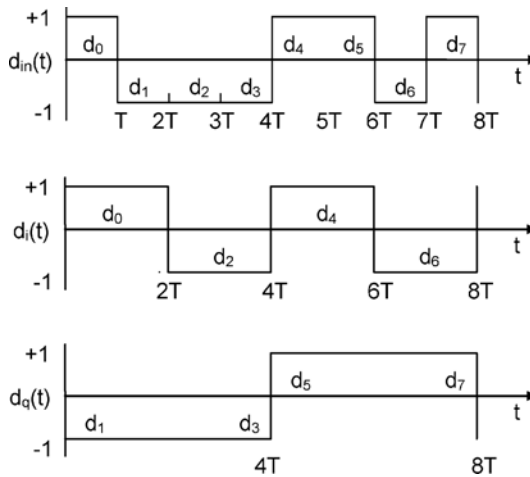 +1
d0 d4 d5 d7
din(t)
d1 d2 d3 d6 t
-1
T 2T 3T 4T 5T 6T 7T 8T
+1
d0 d4
di(t)
d2 d6 t
-1
2T 4T 6T 8T
+1
d5 d7
dq(t) t
d1 d3
-1
4T 8T